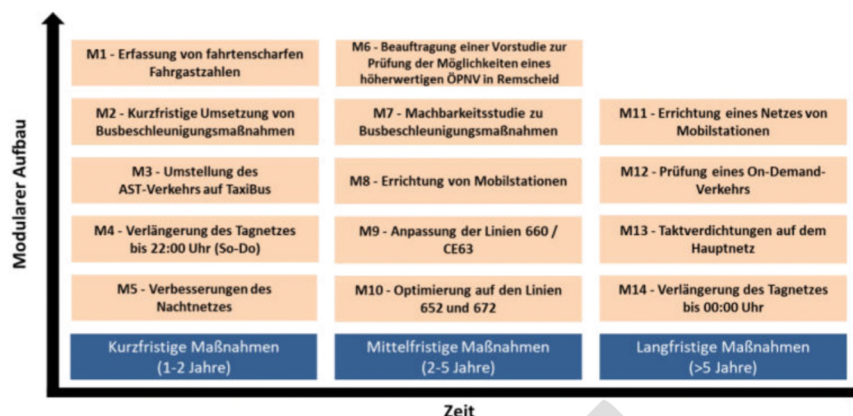 Modularer Aufbau
M1 - Erfassung von fahrtenscharfen
Fahrgastzahlen
M2 - Kurzfristige Umsetzung von
Busbeschleunigungsmaßnahmen
M3 - Umstellung des
AST-Verkehrs auf TaxiBus
M4 - Verlängerung des Tagnetzes
bis 22:00 Uhr (So-Do)
M5 - Verbesserungen des
Nachtnetzes
Kurzfristige Maßnahmen
(1-2 Jahre)
M6 - Beauftragung einer Vorstudie zur
Prüfung der Möglichkeiten eines
höherwertigen ÖPNV in Remscheid
M7 - Machbarkeitsstudie zu
Busbeschleunigungsmaßnahmen
M8 - Errichtung von Mobilstationen
M9 - Anpassung der Linien 660 /
CE63
M10 - Optimierung auf den Linien
652 und 672
Mittelfristige Maßnahmen
(2-5 Jahre)
M11 - Errichtung eines Netzes von
Mobilstationen
M12 - Prüfung eines On-Demand-
Verkehrs
M13 - Taktverdichtungen auf dem
Hauptnetz
M14 - Verlängerung des Tagnetzes
bis 00:00 Uhr
Langfristige Maßnahmen
(>5 Jahre)
Zeit